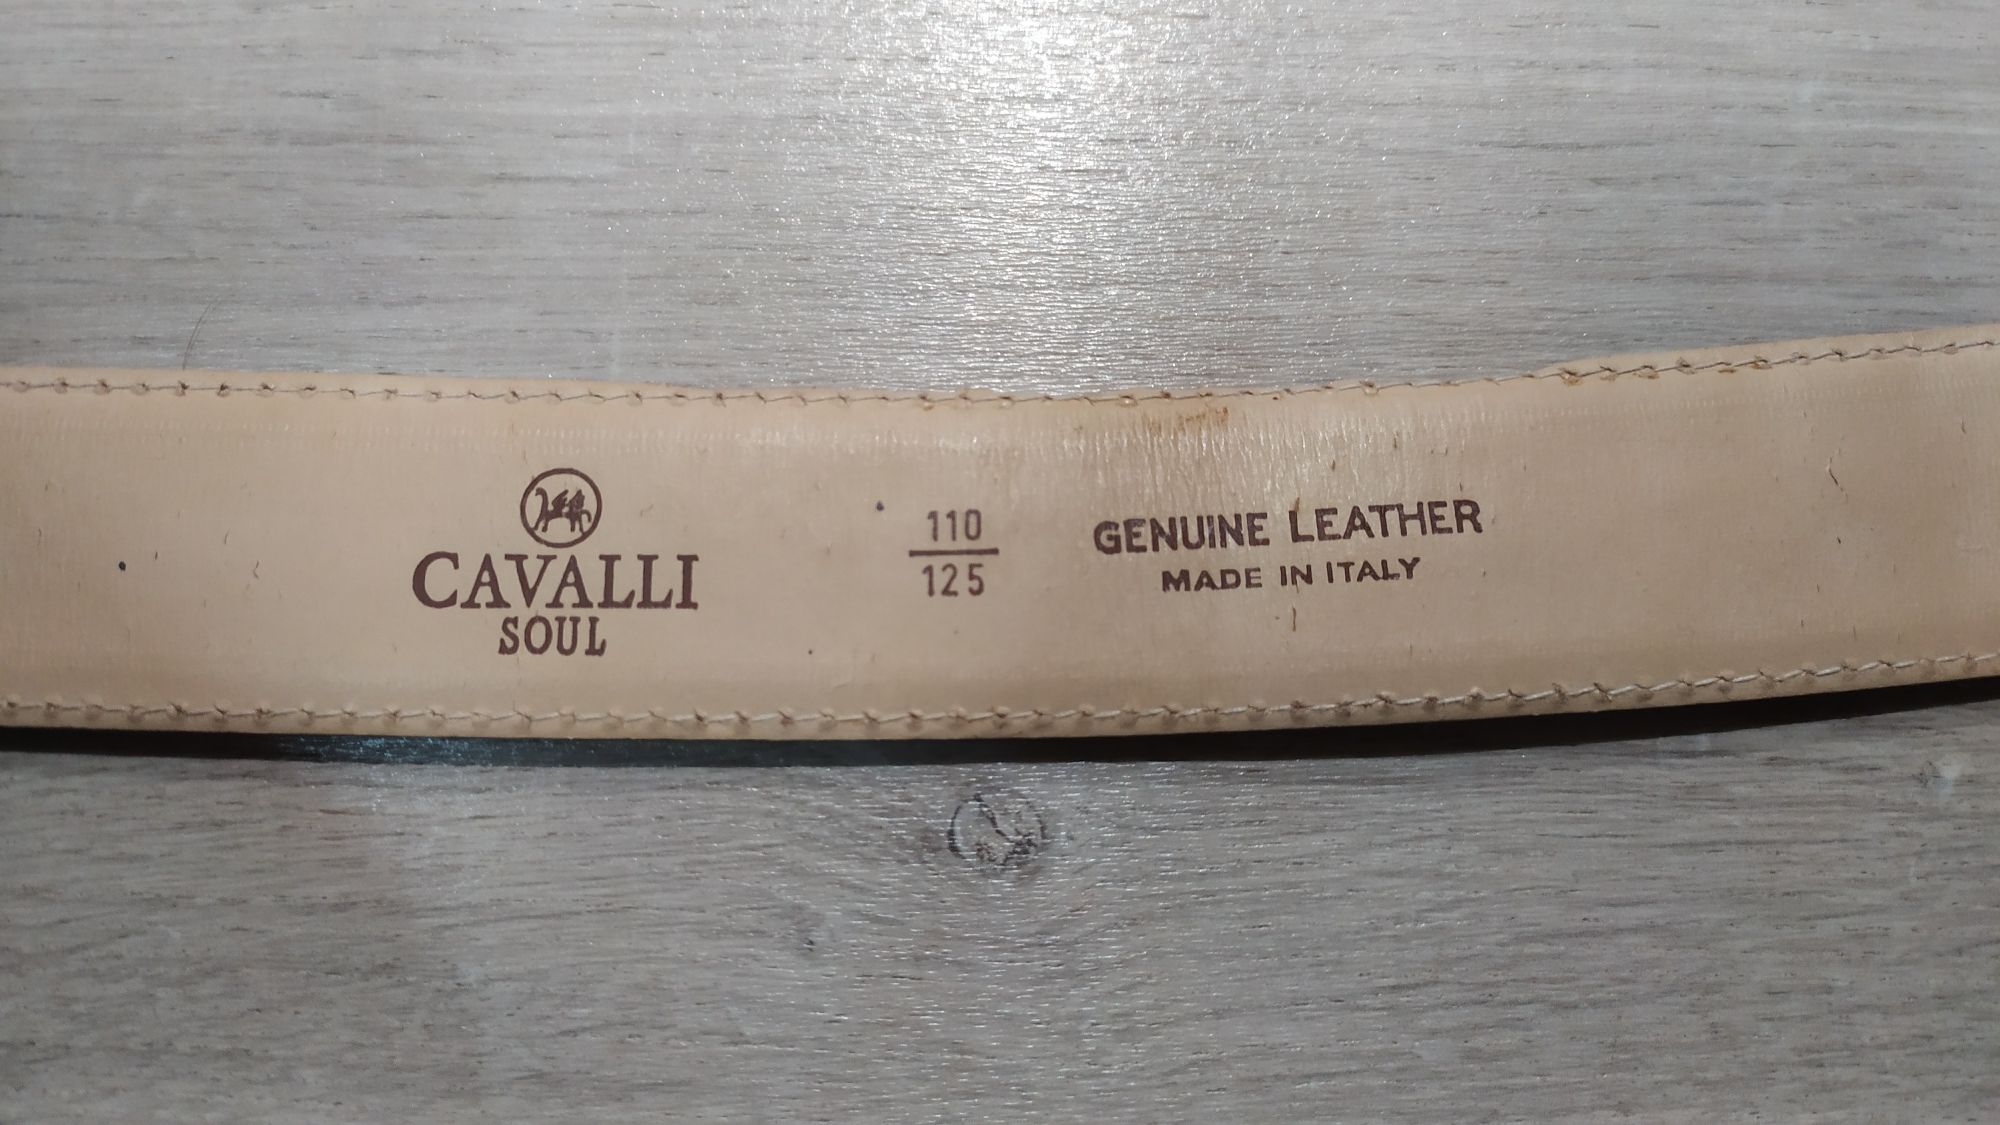 CAVALLI
SOUL
110
125
GENUINE LEATHER
MADE IN ITALY